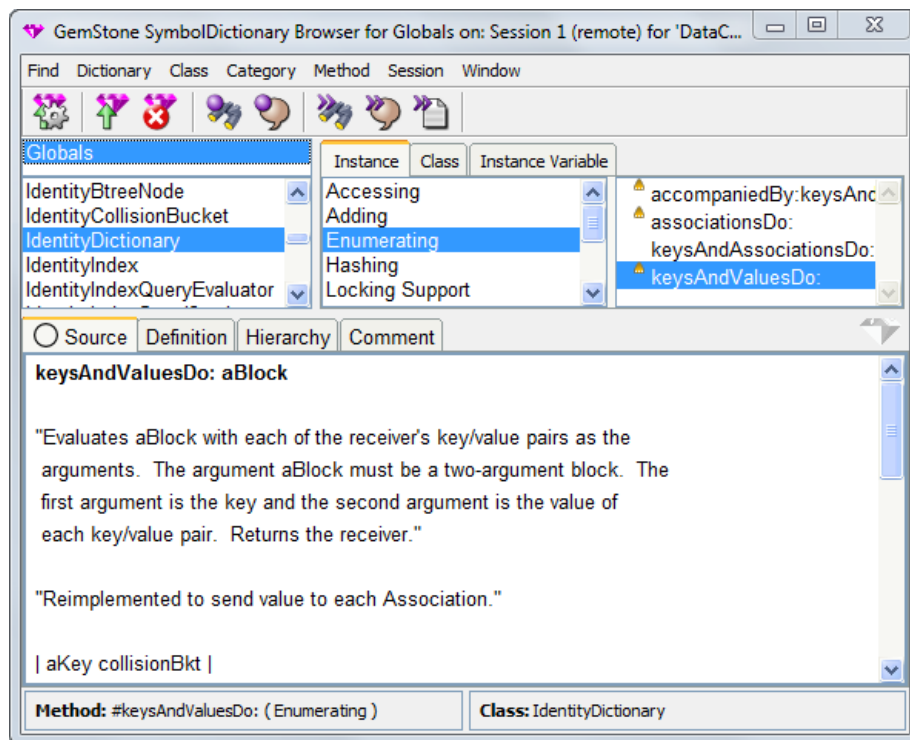 GemStone SymbolDictionary Browser for Globals on: Session 1 (remote) for 'DataC...
Find Dictionary Class Category Method Session Window
Globals
Instance Class Instance Variable
IdentityBtreeNode
IdentityCollisionBucket
IdentityDictionary
IdentityIndex
IdentityIndexQueryEvaluator
Accessing
Adding
Enumerating
Hashing
Locking Support
accompaniedBy:keysAnd
associationsDo:
keysAndAssociationsDo:
keysAndValuesDo:
Source Definition Hierarchy Comment
keysAndValuesDo: aBlock
"Evaluates aBlock with each of the receiver's key/value pairs as the
arguments. The argument aBlock must be a two-argument block. The
first argument is the key and the second argument is the value of
each key/value pair. Returns the receiver."
"Reimplemented to send value to each Association."
| aKey collisionBkt |
Method: #keysAndValuesDo: ( Enumerating )
Class: IdentityDictionary